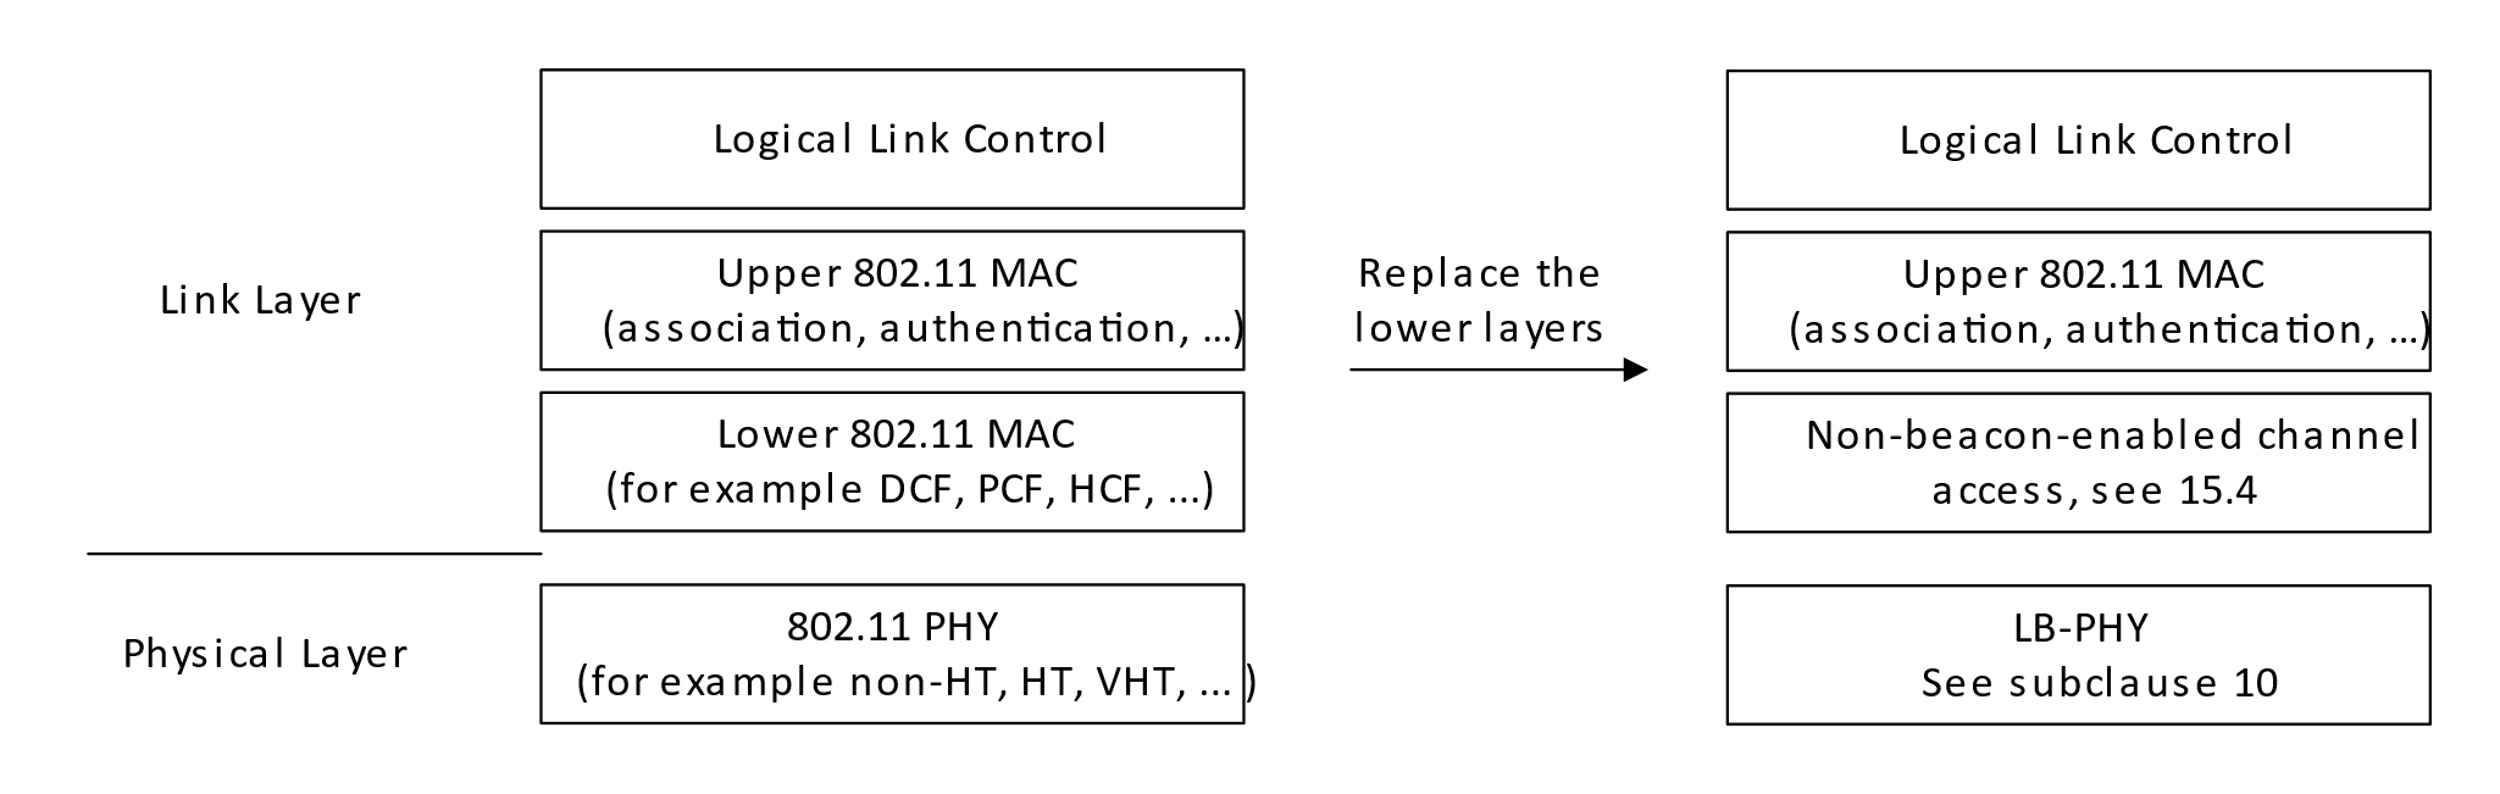 Logical Link Control
Logical Link Control
Link Layer
Upper 802.11 MAC
(association, authentication, ...)
Replace the
lower layers
Upper 802.11 MAC
(association, authentication, ...)
Lower 802.11 MAC
(for example DCF, PCF, HCF, ...)
Non-beacon-enabled channel
access, see 15.4
Physical Layer
802.11 PHY
(for example non-HT, HT, VHT, ... )
LB-PHY
See subclause 10